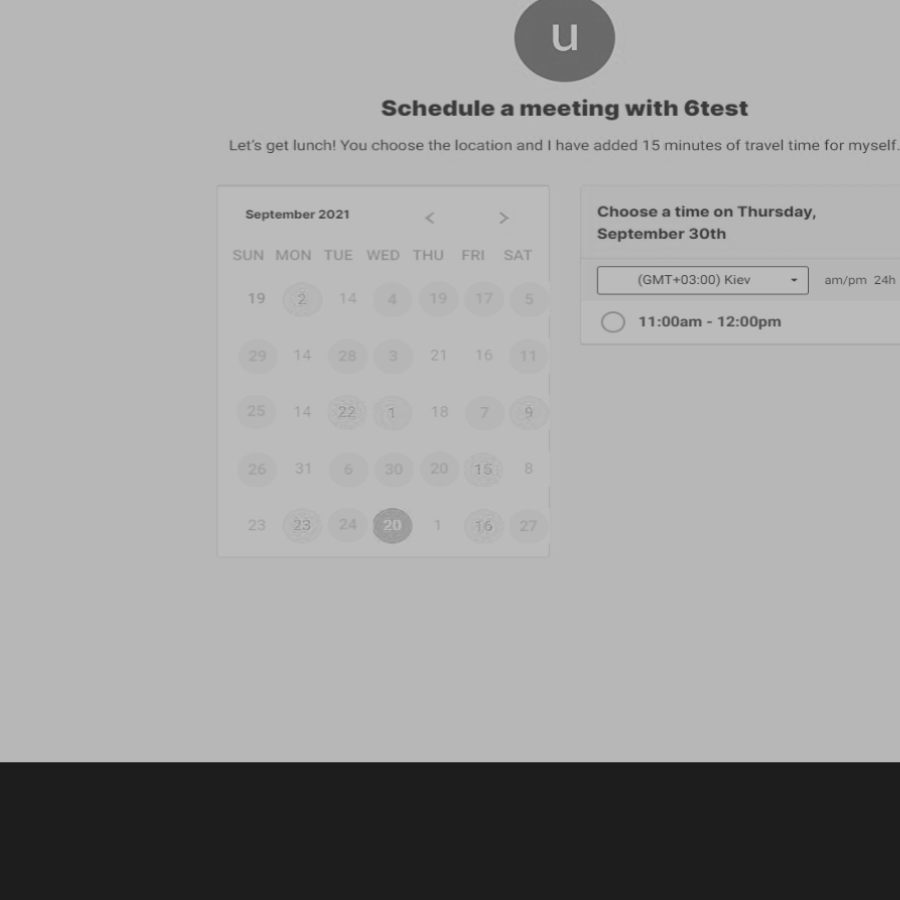 u
Schedule a meeting with 6test
Let's get lunch! You choose the location and I have added 15 minutes of travel time for myself.
September 2021 < >
SUN MON TUE WED THU FRI SAT
19 2 14 4 19 17 5
29 14 28 3 21 16 11
25 14 22 1 18 7 9
26 31 6 30 20 15 8
23 23 24 20 1 16 27
Choose a time on Thursday,
September 30th
(GMT+03:00) Kiev am/pm 24h
11:00am - 12:00pm